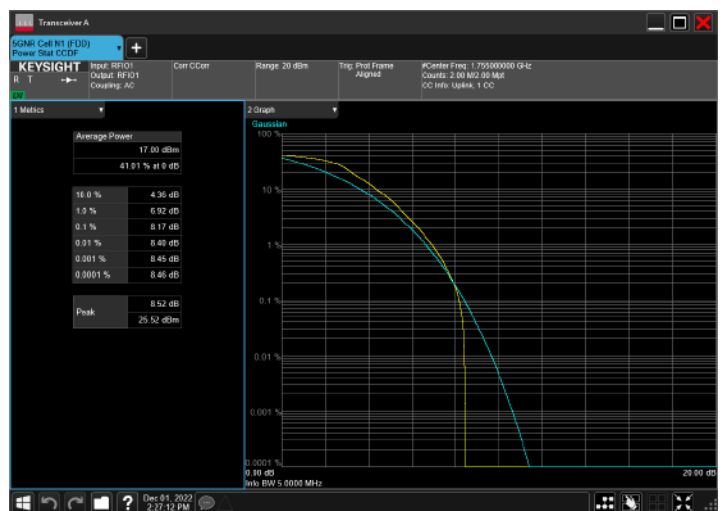 Transceiver A
5GNR Cell N1 (FDD)
Power Stat CCDF
KEYSIGHT
R T
Input: RFIO1
Output: RFIO1
Coupling: AC
Corr CCorr
Range: 20 dBm
Trig: Prot Frame
Aligned
#Center Freq: 1.755000000 GHz
Counts: 2.00 M/2.00 Mpt
CC Info: Uplink, 1 CC
1 Metrics
Average Power
17.00 dBm
41.01 % at 0 dB
10.0 % 4.36 dB
1.0 % 6.92 dB
0.1 % 8.17 dB
0.01 % 8.40 dB
0.001 % 8.45 dB
0.0001 % 8.46 dB
Peak
8.52 dB
25.52 dBm
2 Graph
Gaussian
100 %
10 %
1 %
0.1 %
0.01 %
0.001 %
0.0001 %
0.00 dB
20.00 dB
Info BW 5.0000 MHz
?
Dec 01, 2022
2:27:12 PM